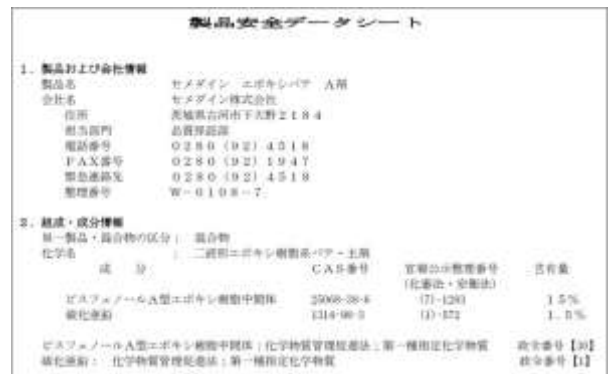 製品安全データシート
1. 製品および会社情報
製品名 セメダイン エポキシパテ A剤
会社名 セメダイン株式会社
住所 茨城県古河市下大野2184
担当部門 品質保証部
電話番号 0280(92)4518
FAX番号 0280(92)1947
緊急連絡先 0280(92)4518
整理番号 W-0108-7
2. 組成・成分情報
単一製品・混合物の区分: 混合物
化学名 : 二液形エポキシ樹脂系パテ-主剤
成 分 CAS番号 官報公示整理番号 含有量
(化審法・安衛法)
ビスフェノールA型エポキシ樹脂中間体 25068-38-6 (7)-1283 15%
硫化亜鉛 1314-98-3 (1)-572 1.5%
ビスフェノールA型エポキシ樹脂中間体:化学物質管理促進法:第一種指定化学物質 政令番号【30】
硫化亜鉛: 化学物質管理促進法:第一種指定化学物質 政令番号【1】